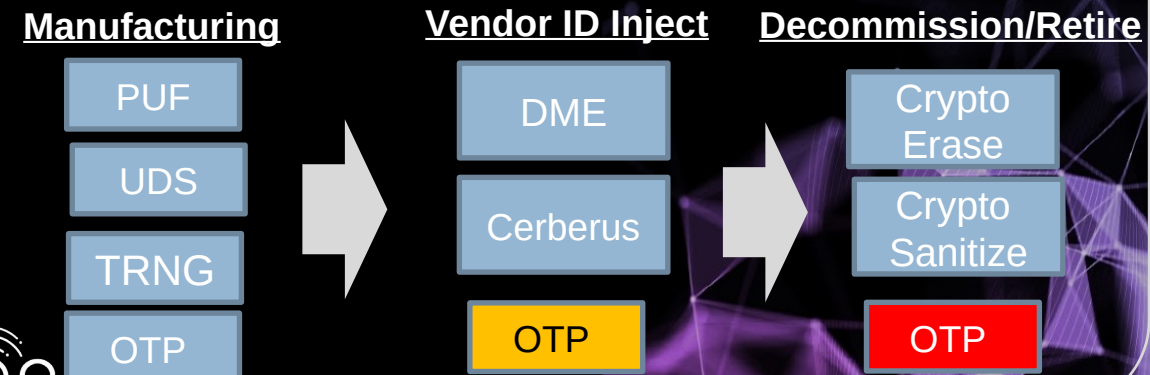 Manufacturing
PUF
UDS
TRNG
OTP
Vendor ID Inject
DME
Cerberus
OTP
Decommission/Retire
Crypto
Erase
Crypto
Sanitize
OTP